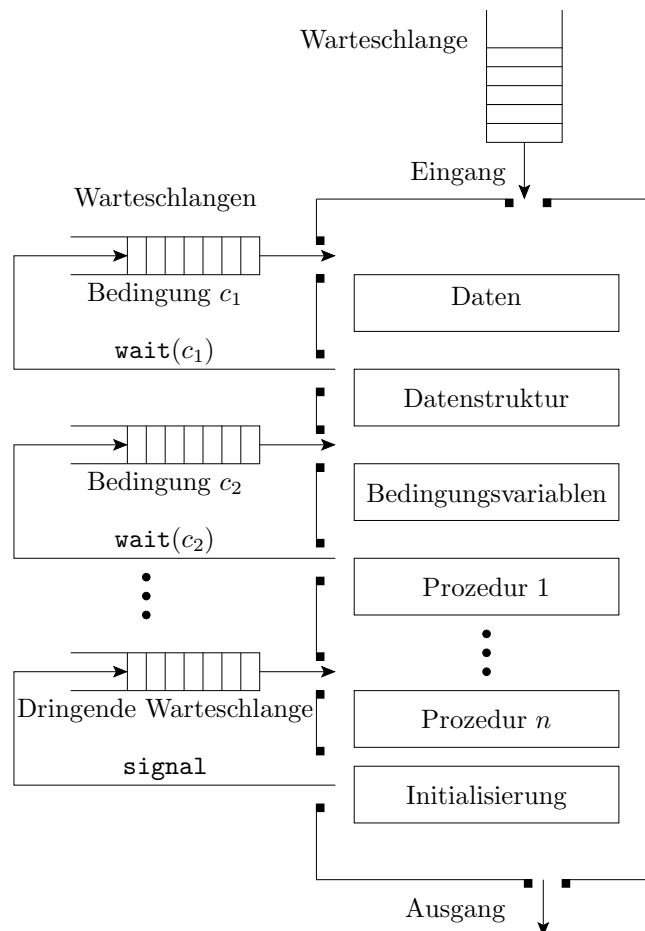 Warteschlange
Eingang
Warteschlangen
Bedingung c₁
Daten
wait(c₁)
Datenstruktur
Bedingung c₂
Bedingungsvariablen
wait(c₂)
Prozedur 1
Dringende Warteschlange
Prozedur n
signal
Initialisierung
Ausgang